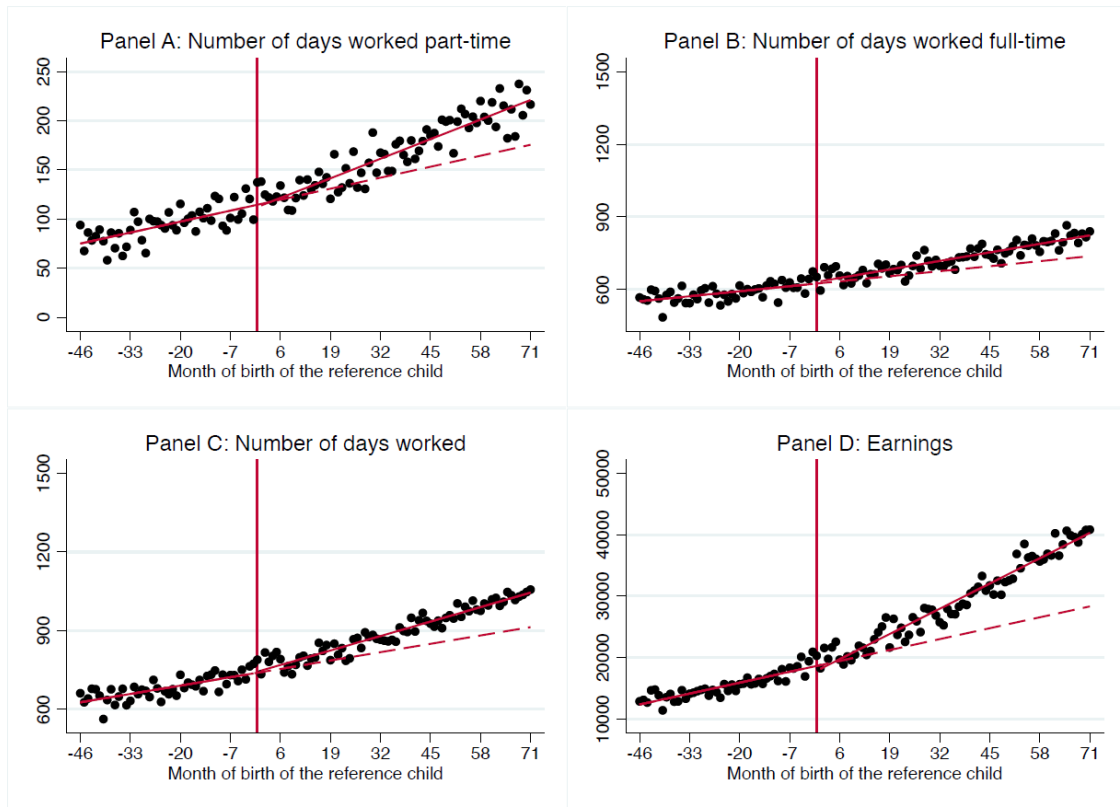 Panel A: Number of days worked part-time
250
200
150
100
50
0
-46 -33 -20 -7 6 19 32 45 58 71
Month of birth of the reference child
Panel B: Number of days worked full-time
1500
1200
900
600
-46 -33 -20 -7 6 19 32 45 58 71
Month of birth of the reference child
Panel C: Number of days worked
1500
1200
900
600
-46 -33 -20 -7 6 19 32 45 58 71
Month of birth of the reference child
Panel D: Earnings
50000
40000
30000
20000
10000
-46 -33 -20 -7 6 19 32 45 58 71
Month of birth of the reference child